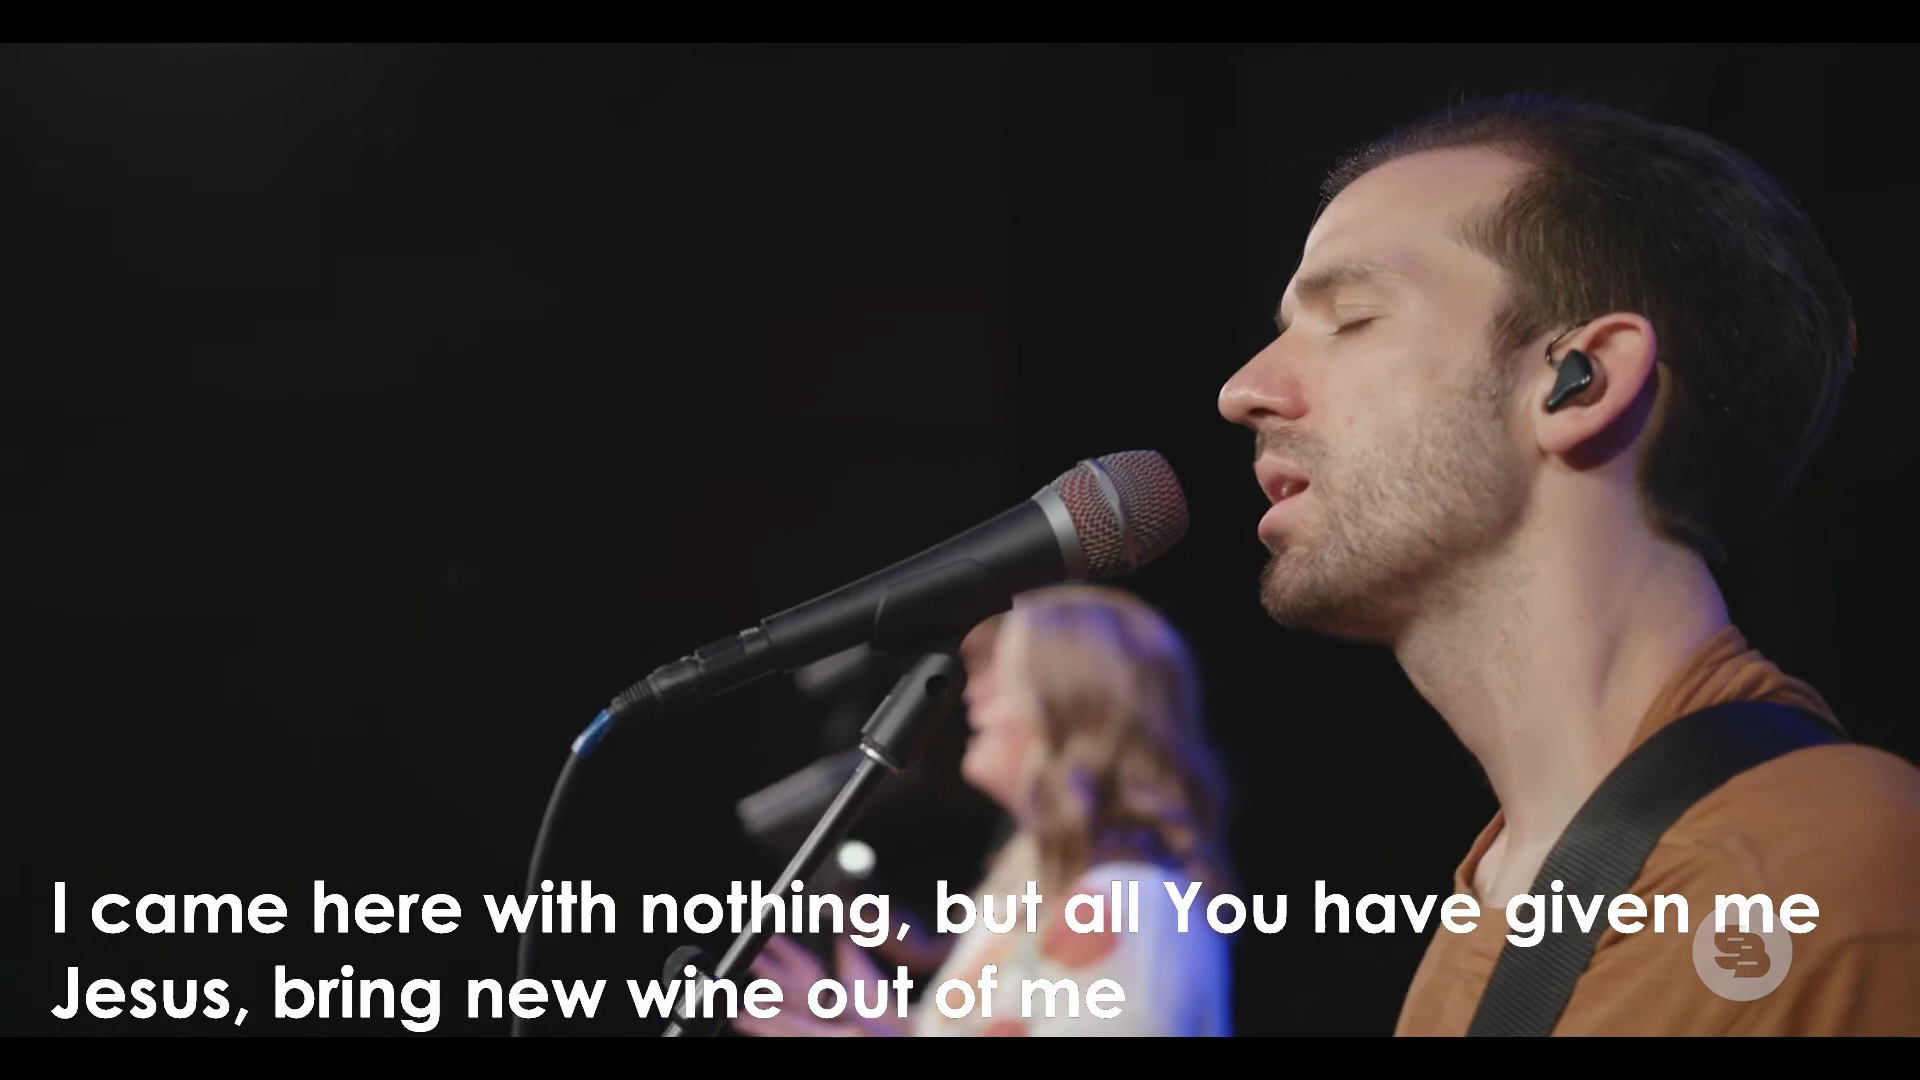 I came here with nothing, but all You have given me
Jesus, bring new wine out of me